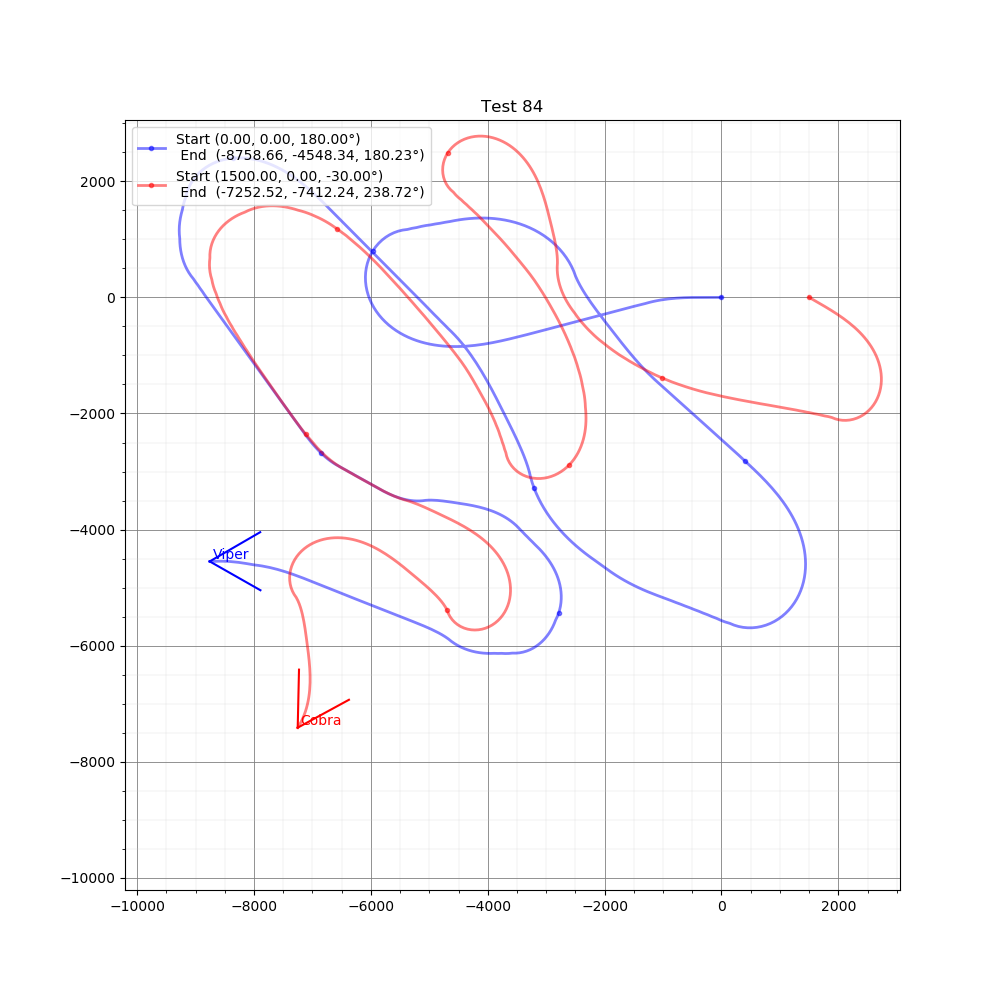 Test 84
Start (0.00, 0.00, 180.00°)
End (-8758.66, -4548.34, 180.23°)
Start (1500.00, 0.00, -30.00°)
End (-7252.52, -7412.24, 238.72°)
2000
0
−2000
−4000
−6000
−8000
−10000
Viper
Cobra
−10000 −8000 −6000 −4000 −2000 0 2000